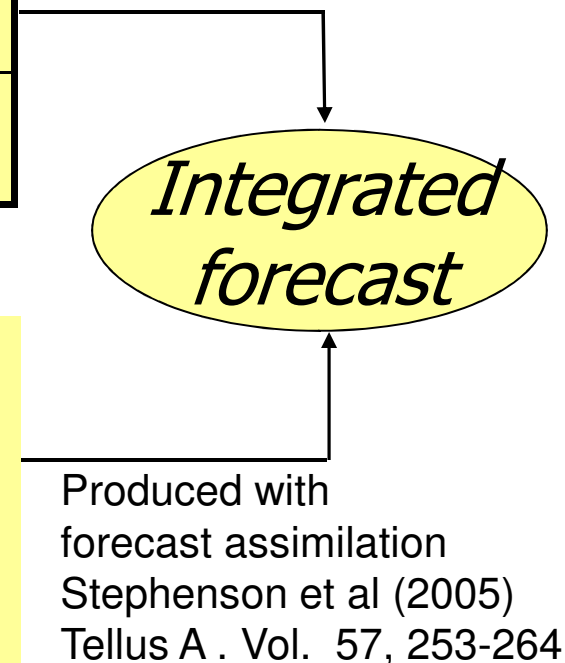 Integrated
forecast
Produced with
forecast assimilation
Stephenson et al (2005)
Tellus A . Vol.  57, 253-264